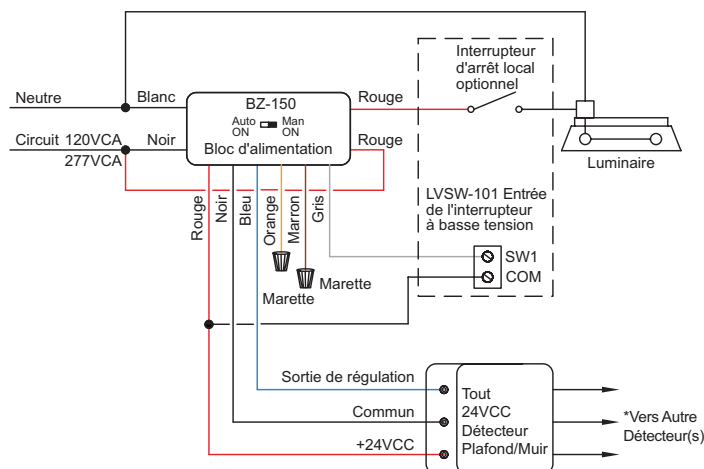 Interrupteur
d'arrêt local
optionnel
Neutre
Blanc
BZ-150
Auto
ON
Man
ON
Bloc d'alimentation
Rouge
Circuit 120VCA
277VCA
Noir
Rouge
Luminaire
Rouge
Noir
Bleu
Orange
Marron
Gris
LVSW-101 Entrée
de l'interrupteur
à basse tension
SW1
COM
Marette
Marette
Sortie de régulation
Commun
+24VCC
Tout
24VCC
Détecteur
Plafond/Muir
*Vers Autre
Détecteur(s)